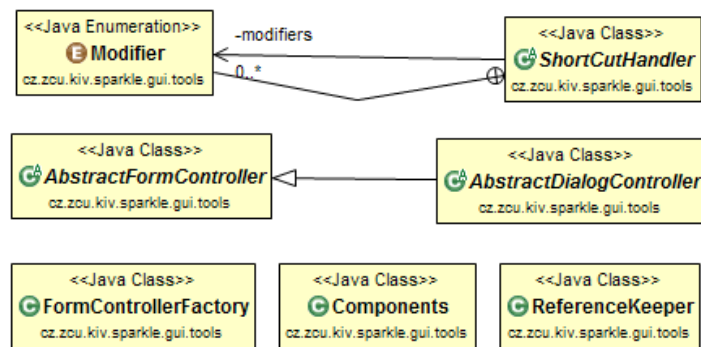 <<Java Enumeration>>
E Modifier
cz.zcu.kiv.sparkle.gui.tools
-modifiers
0..*
<<Java Class>>
C A ShortCutHandler
cz.zcu.kiv.sparkle.gui.tools
<<Java Class>>
C A AbstractFormController
cz.zcu.kiv.sparkle.gui.tools
<<Java Class>>
C A AbstractDialogController
cz.zcu.kiv.sparkle.gui.tools
<<Java Class>>
C FormControllerFactory
cz.zcu.kiv.sparkle.gui.tools
<<Java Class>>
C Components
cz.zcu.kiv.sparkle.gui.tools
<<Java Class>>
C ReferenceKeeper
cz.zcu.kiv.sparkle.gui.tools